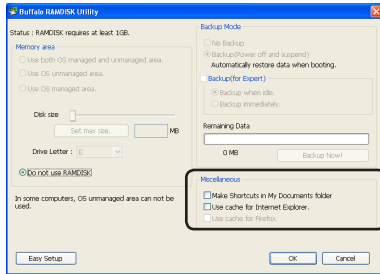 Buffalo RAMDISK Utility
Status : RAMDISK requires at least 1GB.
Memory area
Use both OS managed and unmanaged area.
Use OS unmanaged area.
Use OS managed area.
Disk size
Set max size.
MB
Drive Letter : E
Do not use RAMDISK
In some computers, OS unmanaged area can not be
used.
Easy Setup
Backup Mode
No Backup
Backup(Power off and suspend)
Automatically restore data when booting.
Backup(for Expert)
Backup when idle.
Backup immediately.
Remaining Data
0 MB
Backup Now!
Miscellaneous
Make Shortcuts in My Documents folder
Use cache for Internet Explorer.
Use cache for Firefox.
OK
Cancel